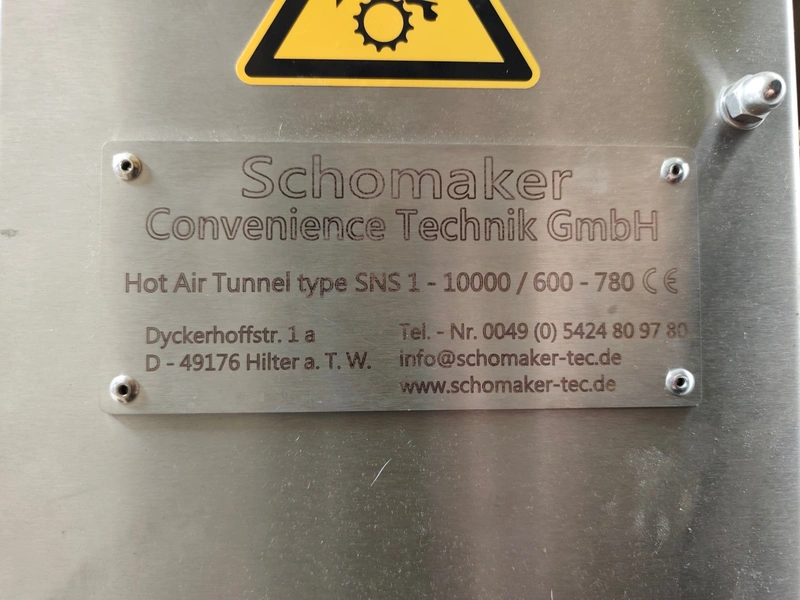 Schomaker
Convenience Technik GmbH
Hot Air Tunnel type SNS 1 - 10000 / 600 - 780 CE
Dyckerhoffstr. 1 a
D - 49176 Hilter a. T. W.
Tel. - Nr. 0049 (0) 5424 80 97 80
info@schomaker-tec.de
www.schomaker-tec.de